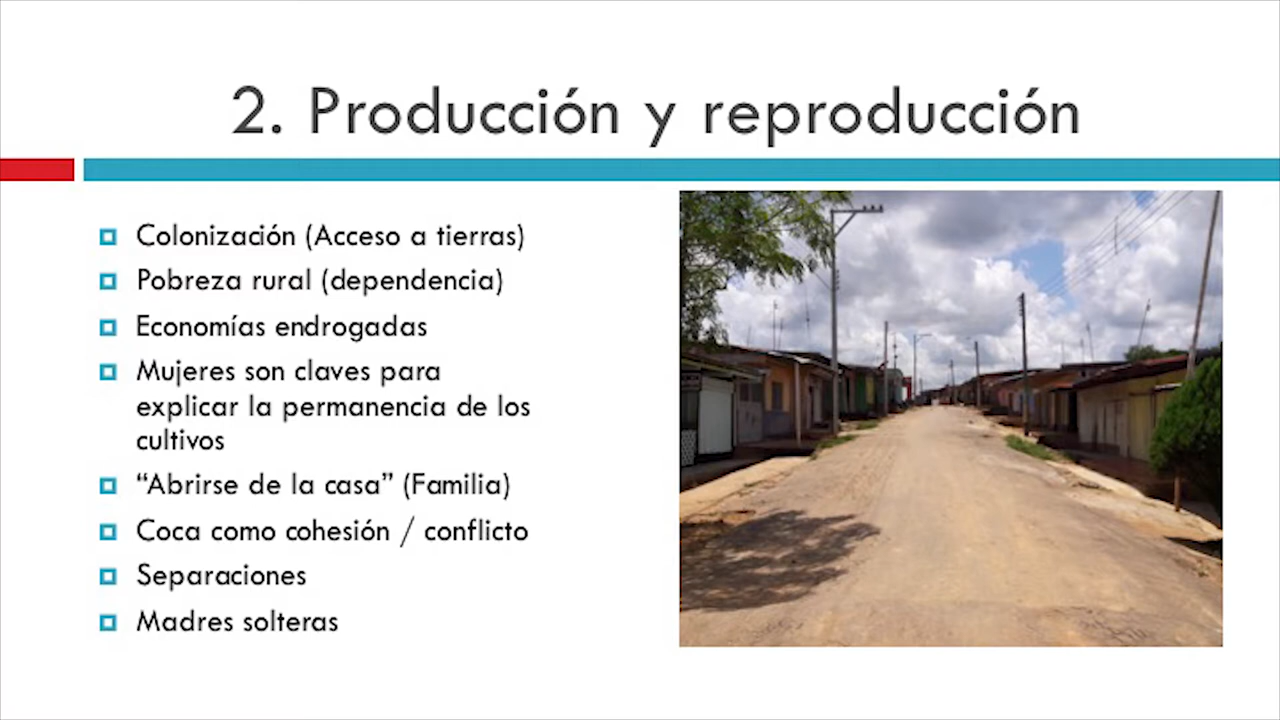 2. Producción y reproducción
Colonización (Acceso a tierras)
Pobreza rural (dependencia)
Economías endrogadas
Mujeres son claves para
explicar la permanencia de los
cultivos
“Abrirse de la casa” (Familia)
Coca como cohesión / conflicto
Separaciones
Madres solteras